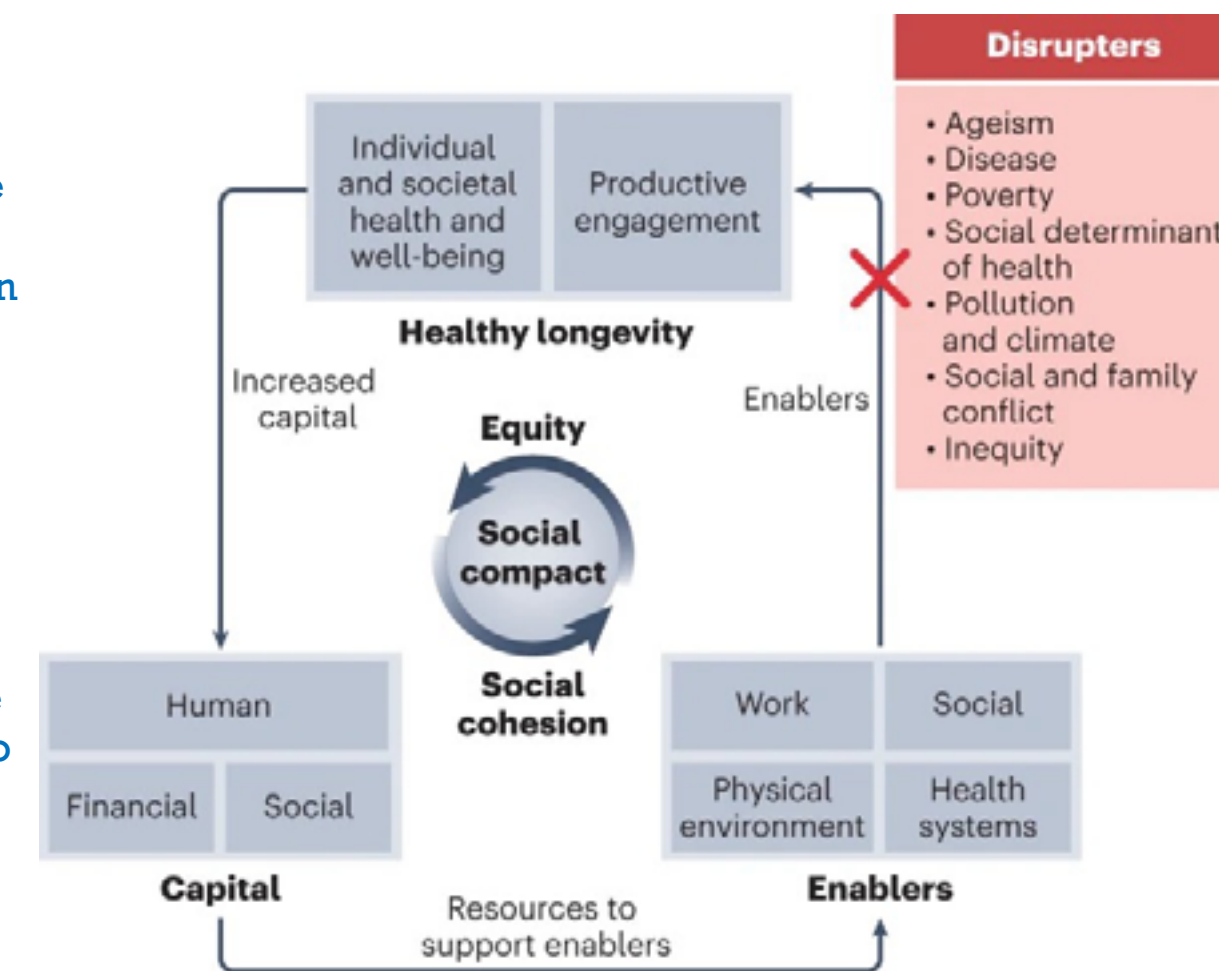 Disrupters
• Ageism
• Disease
• Poverty
• Social determinant
of health
• Pollution
and climate
• Social and family
conflict
• Inequity
Individual
and societal
health and
well-being
Productive
engagement
Healthy longevity
Increased
capital
Enablers
Equity
Social
compact
Social
cohesion
Human
Financial
Social
Capital
Work
Social
Physical
environment
Health
systems
Enablers
Resources to
support enablers